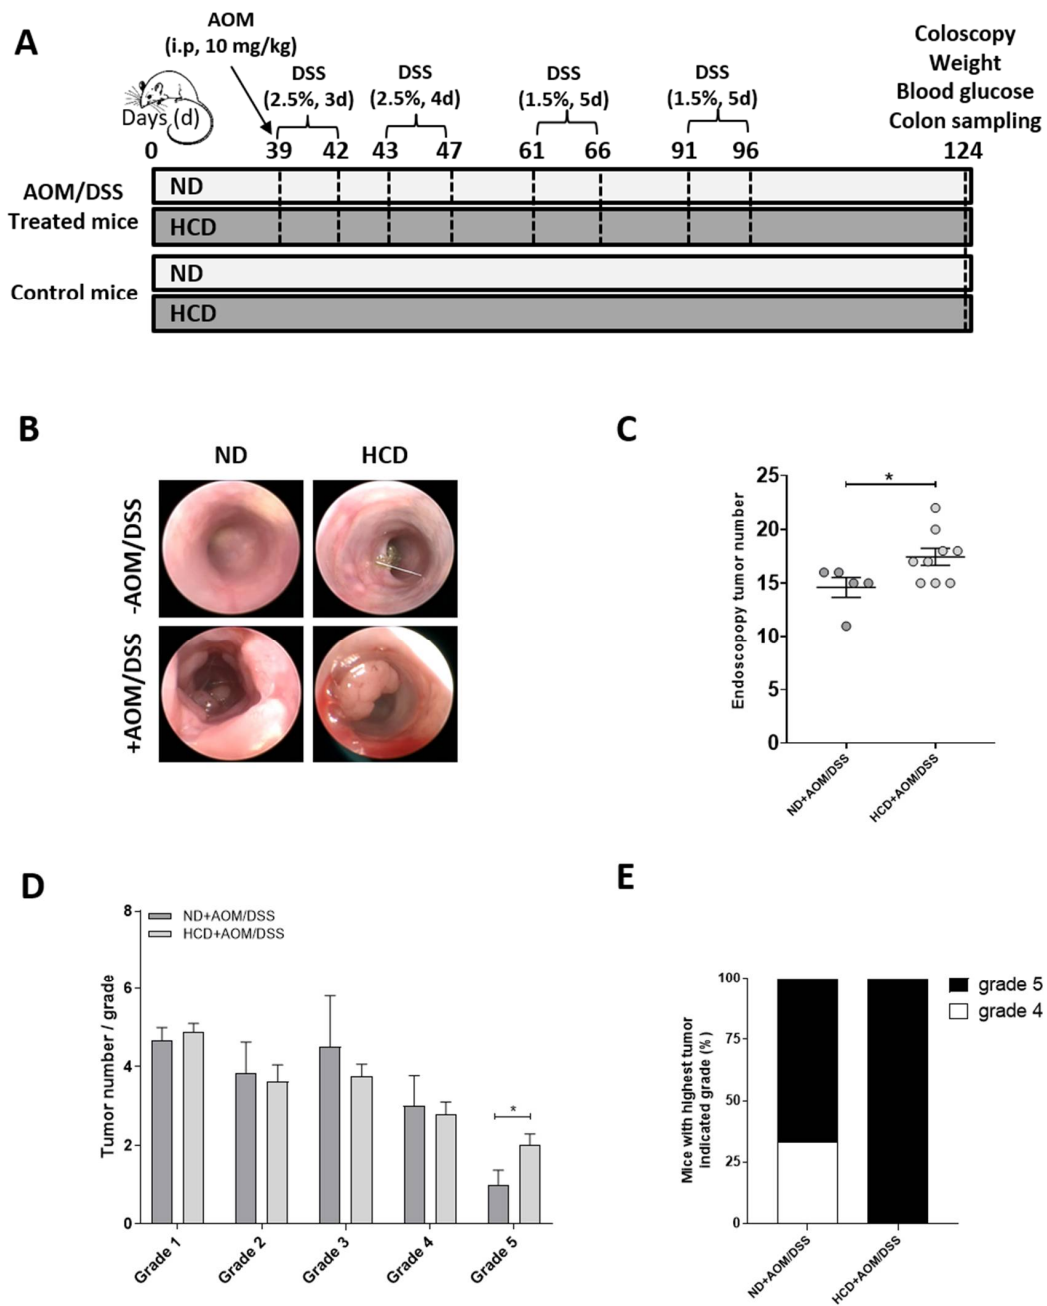 A
AOM
(i.p, 10 mg/kg)
DSS
(2.5%, 3d)
DSS
(2.5%, 4d)
DSS
(1.5%, 5d)
DSS
(1.5%, 5d)
Coloscopy
Weight
Blood glucose
Colon sampling
Days (d)
0 39 42 43 47 61 66 91 96 124
AOM/DSS
Treated mice
ND
HCD
Control mice
ND
HCD
B
ND HCD
-AOM/DSS
+AOM/DSS
C
Endoscopopy tumor number
25
20
15
10
5
0
*
ND+AOM/DSS
HCD+AOM/DSS
D
Tumor number / grade
8
6
4
2
0
ND+AOM/DSS
HCD+AOM/DSS
*
Grade 1
Grade 2
Grade 3
Grade 4
Grade 5
E
Mice with highest tumor
indicated grade (%)
100
75
50
25
0
grade 5
grade 4
ND+AOM/DSS
HCD+AOM/DSS